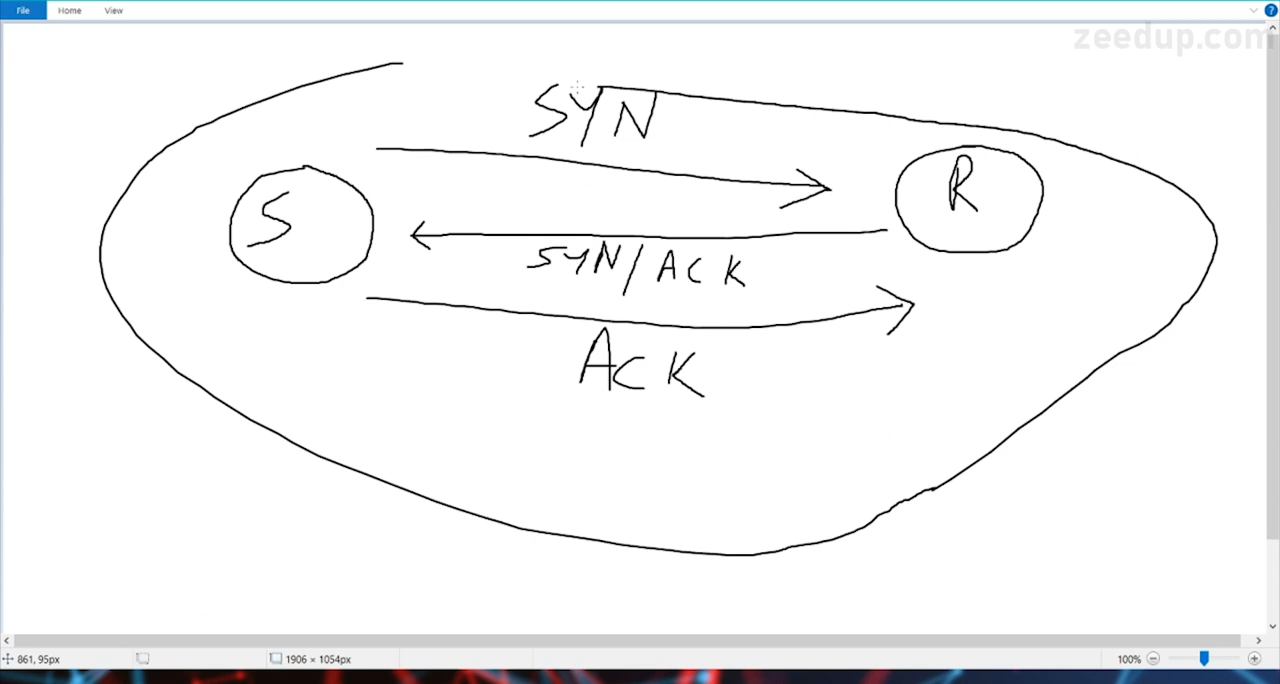 File Home View
zeedup.com
SYN
S
R
SYN/ACK
ACK
861, 95px
1906 × 1054px
100%